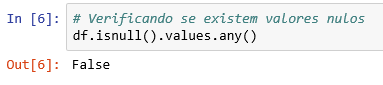 In [6]: # Verificando se existem valores nulos
df.isnull().values.any()
Out[6]: False